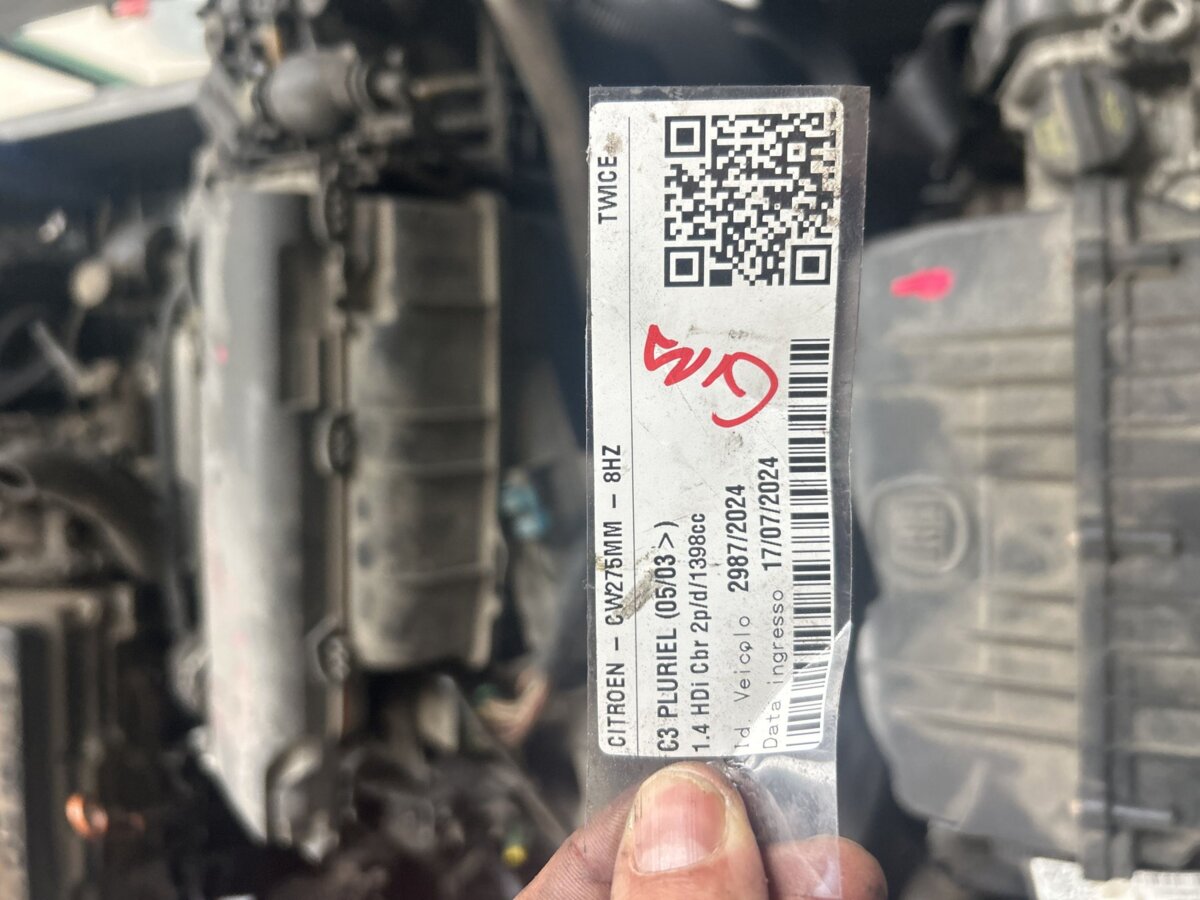 CITROEN - CW275MM - 8HZ TWICE
C3 PLURIEL (05/03 >)
1.4 HDi Cbr 2p/d/1398cc
Id Veicolo 2987/2024
Data ingresso 17/07/2024
FIAT